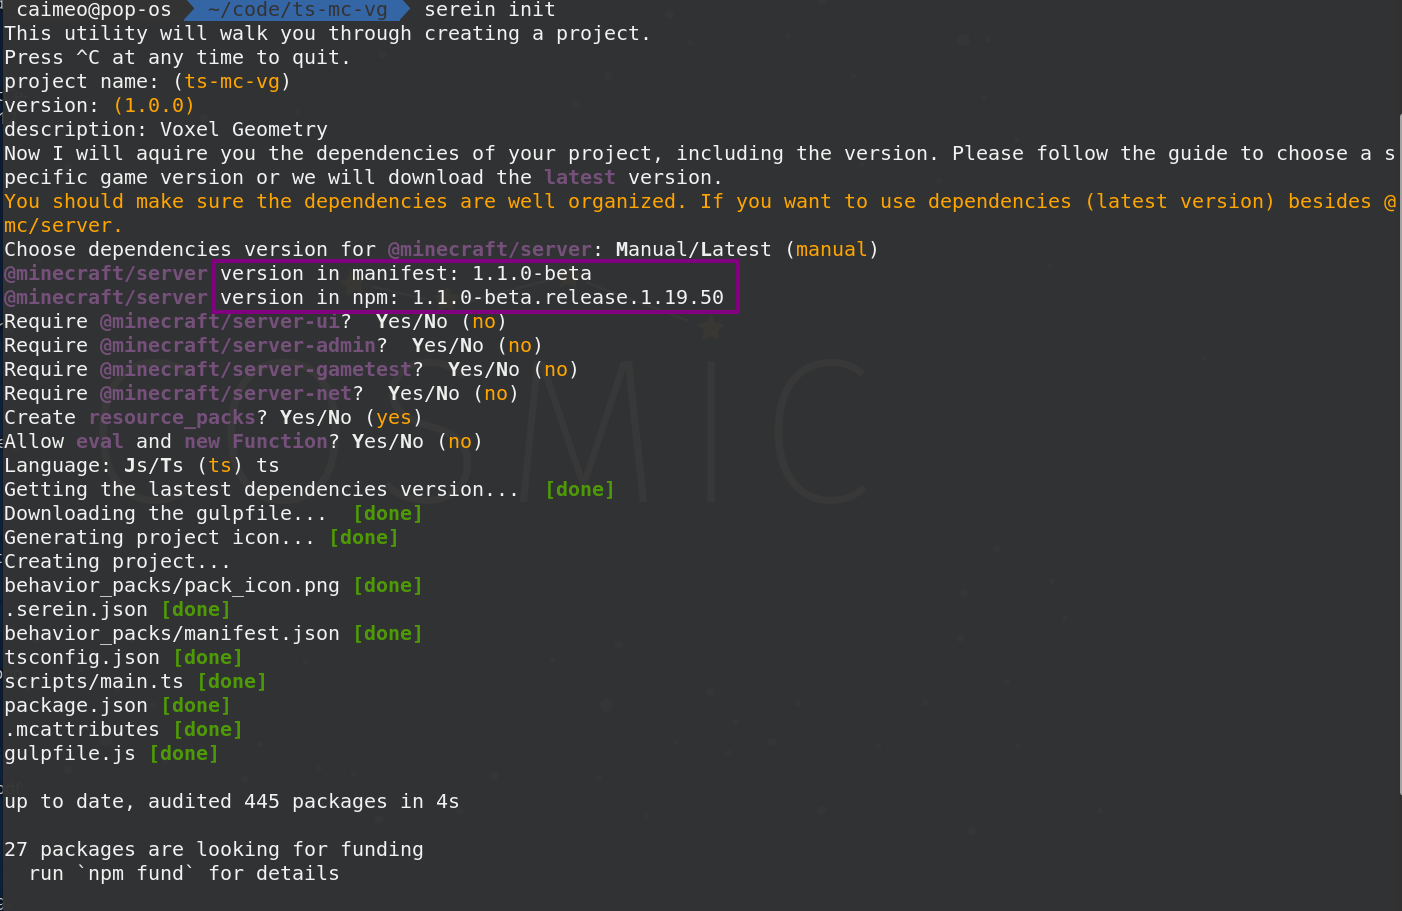 caimeo@pop-os ~/code/ts-mc-vg serein init
This utility will walk you through creating a project.
Press ^C at any time to quit.
project name: (ts-mc-vg)
version: (1.0.0)
description: Voxel Geometry
Now I will aquire you the dependencies of your project, including the version. Please follow the guide to choose a s
pecific game version or we will download the latest version.
You should make sure the dependencies are well organized. If you want to use dependencies (latest version) besides @
mc/server.
Choose dependencies version for @minecraft/server: Manual/Latest (manual)
@minecraft/server version in manifest: 1.1.0-beta
@minecraft/server version in npm: 1.1.0-beta.release.1.19.50
Require @minecraft/server-ui?  Yes/No (no)
Require @minecraft/server-admin?  Yes/No (no)
Require @minecraft/server-gametest?  Yes/No (no)
Require @minecraft/server-net?  Yes/No (no)
Create resource_packs? Yes/No (yes)
Allow eval and new Function? Yes/No (no)
Language: Js/Ts (ts) ts
Getting the lastest dependencies version...  [done]
Downloading the gulpfile...  [done]
Generating project icon... [done]
Creating project...
behavior_packs/pack_icon.png [done]
.serein.json [done]
behavior_packs/manifest.json [done]
tsconfig.json [done]
scripts/main.ts [done]
package.json [done]
.mcattributes [done]
gulpfile.js [done]
up to date, audited 445 packages in 4s
27 packages are looking for funding
  run `npm fund` for details
COSMIC